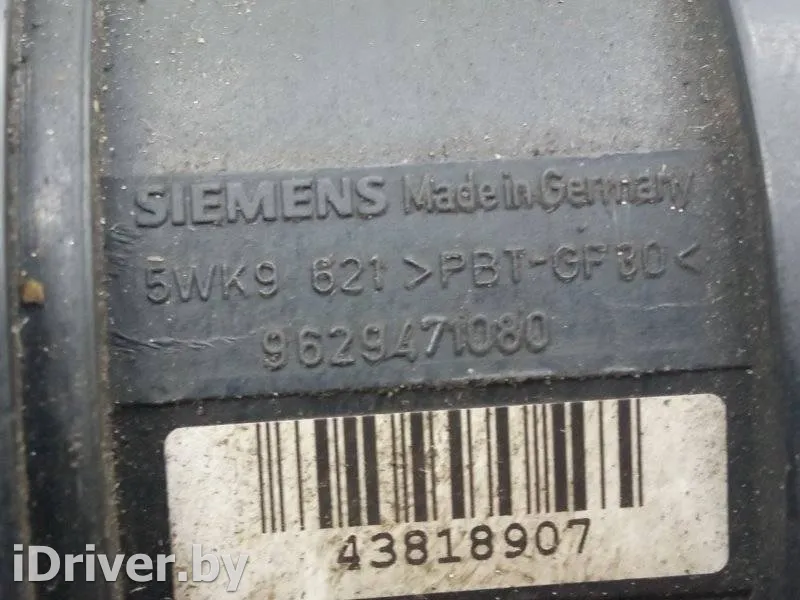 SIEMENS Made in Germany
5WK9 621 >PBT-GF30<
9629471080
43818907
iDriver.by